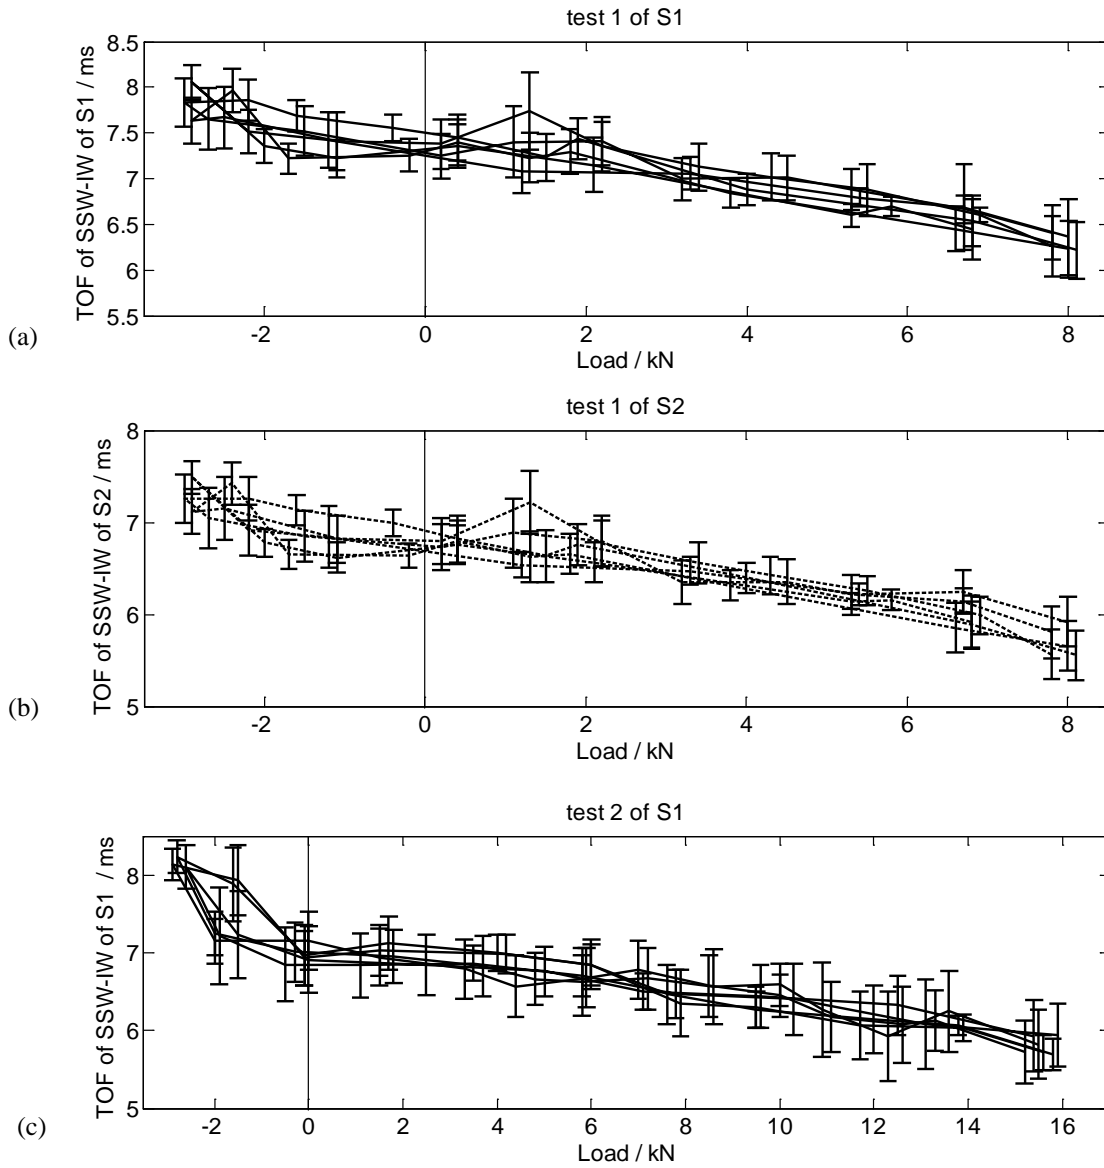 test 1 of S1
TOF of SSW-IW of S1 / ms
8.5
8
7.5
7
6.5
6
5.5
-2 0 2 4 6 8
Load / kN
(a)
test 1 of S2
TOF of SSW-IW of S2 / ms
8
7
6
5
-2 0 2 4 6 8
Load / kN
(b)
test 2 of S1
TOF of SSW-IW of S1 / ms
8
7
6
5
-2 0 2 4 6 8 10 12 14 16
Load / kN
(c)